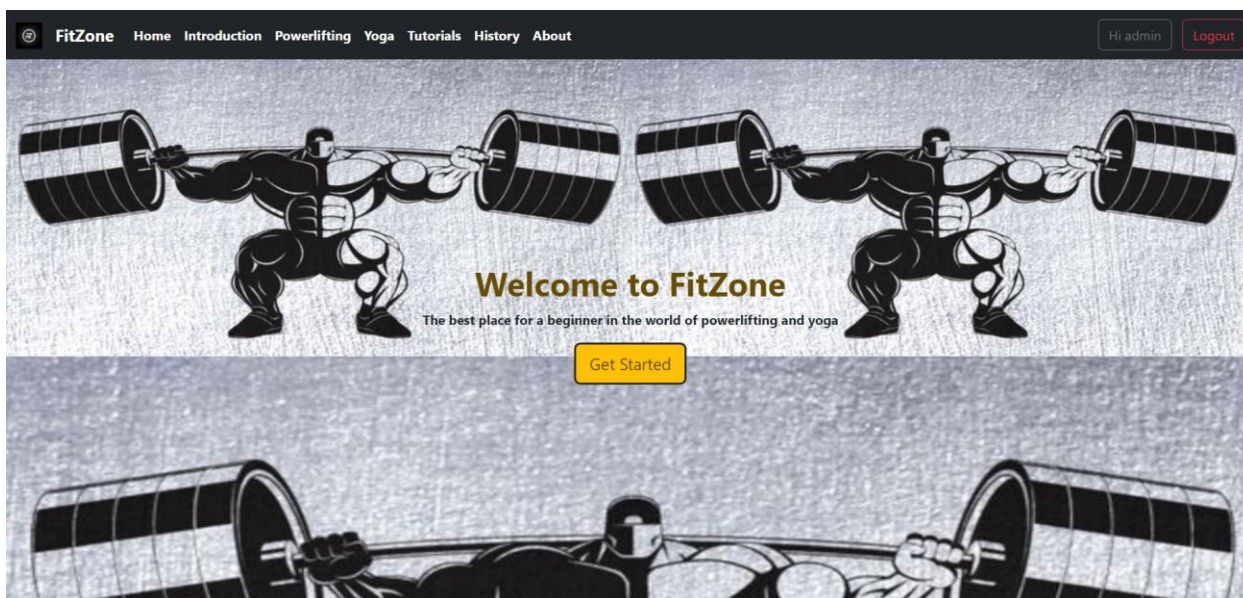 FitZone Home Introduction Powerlifting Yoga Tutorials History About Hi admin Logout
Welcome to FitZone
The best place for a beginner in the world of powerlifting and yoga
Get Started